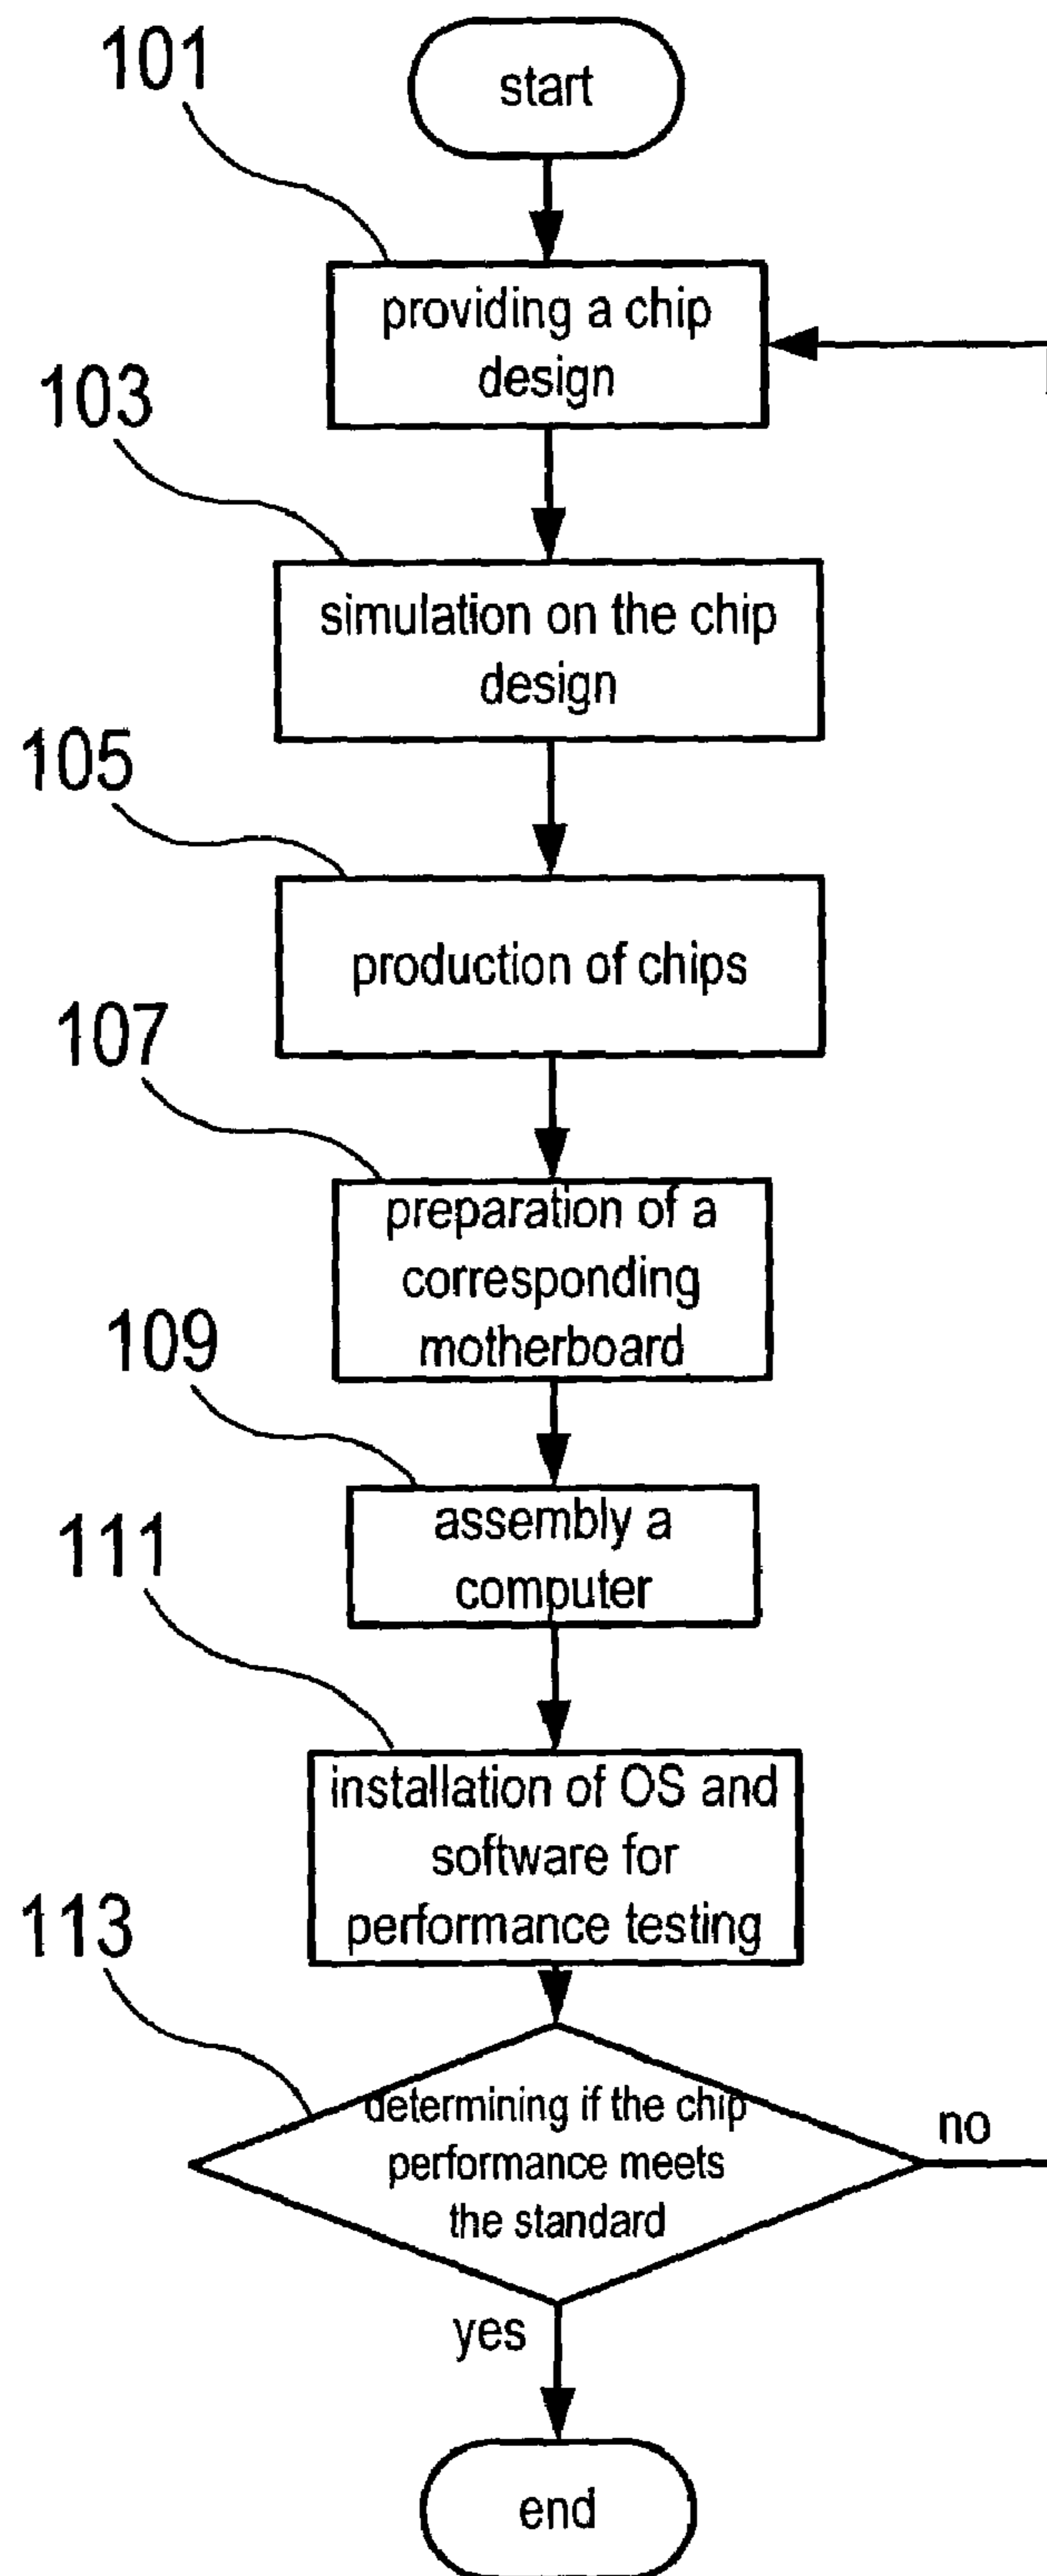 start
101
providing a chip
design
103
simulation on the chip
design
105
production of chips
107
preparation of a
corresponding
motherboard
109
assembly a
computer
111
installation of OS and
software for
performance testing
113
determining if the chip
performance meets
the standard
no
yes
end